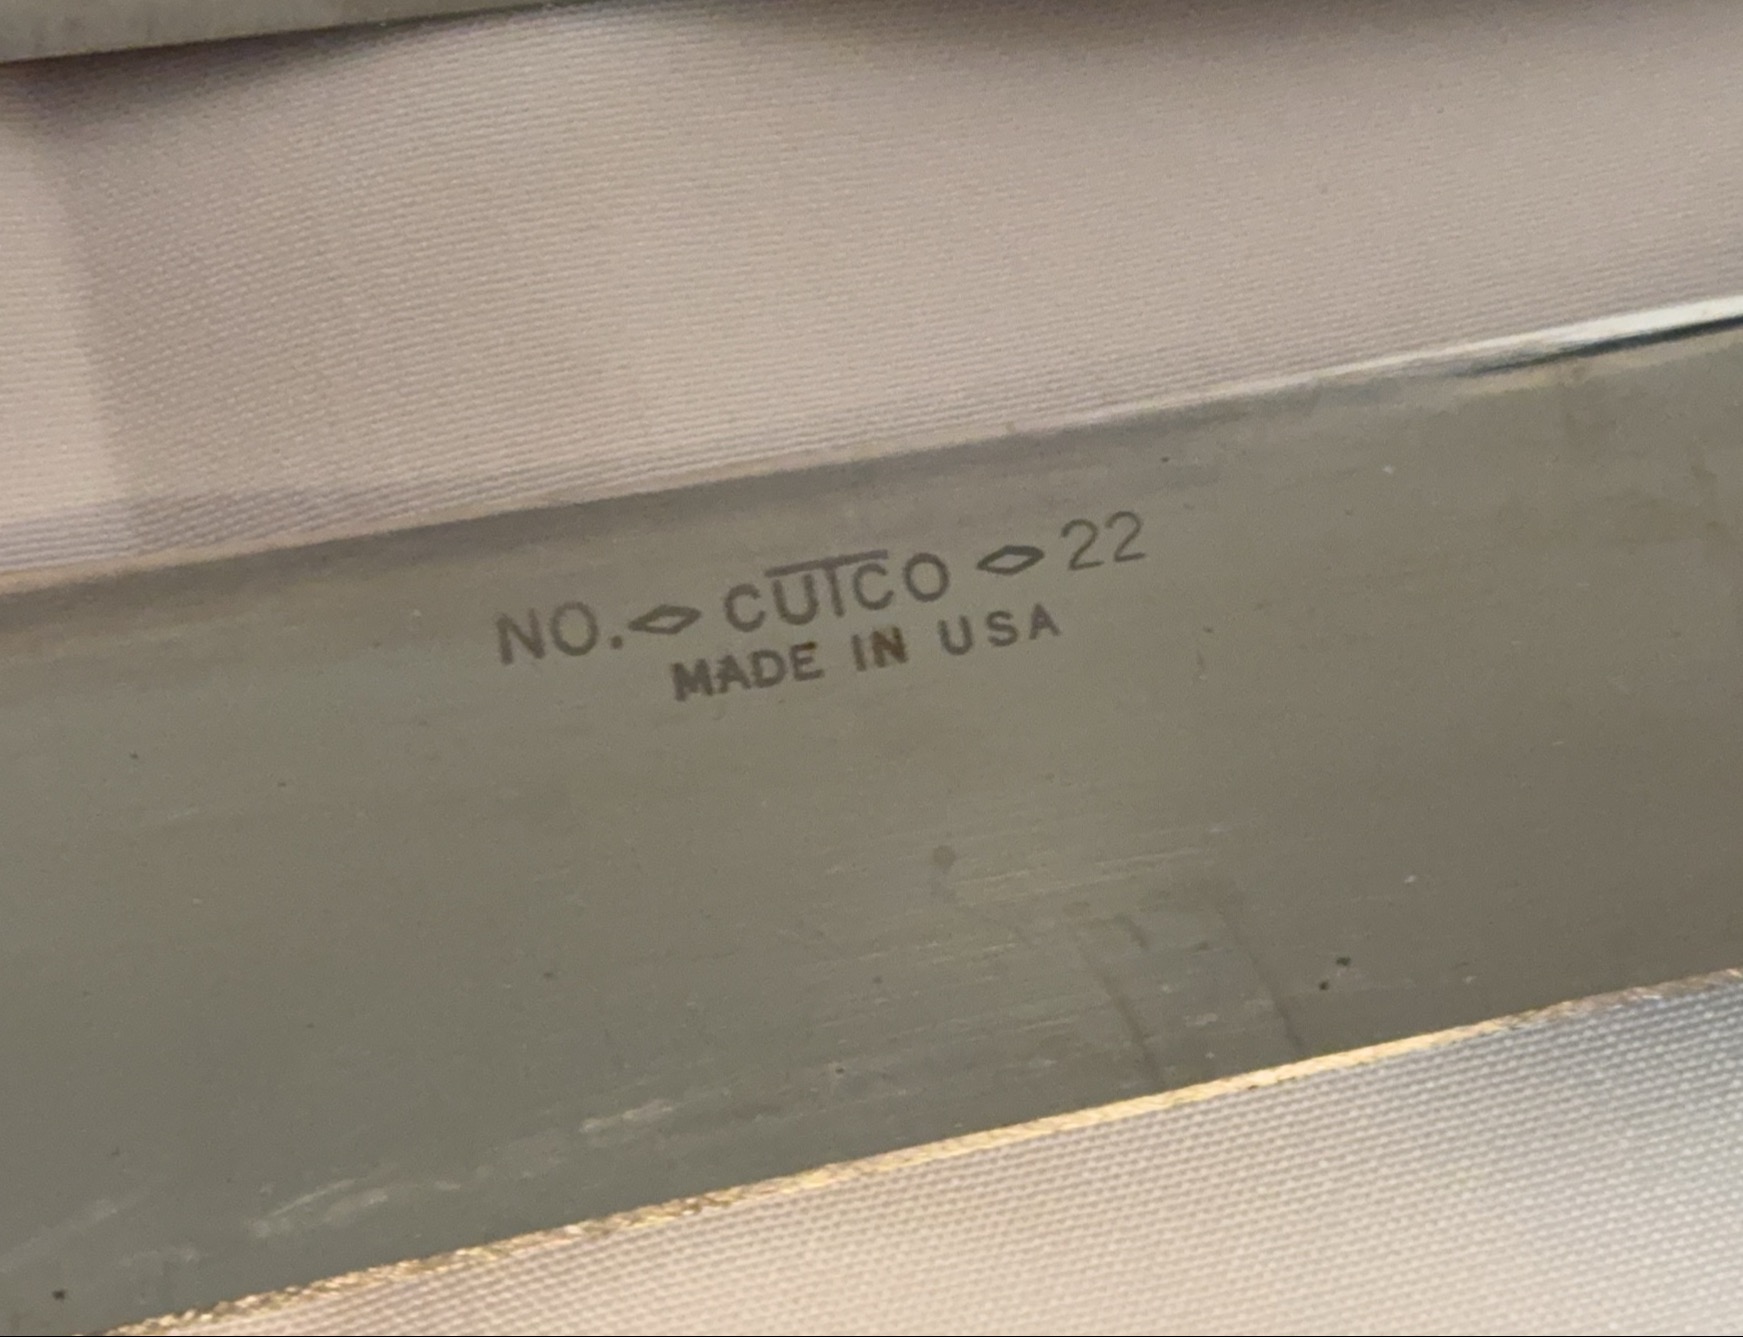 NO. ◇ CUTCO ◇ 22
MADE IN USA